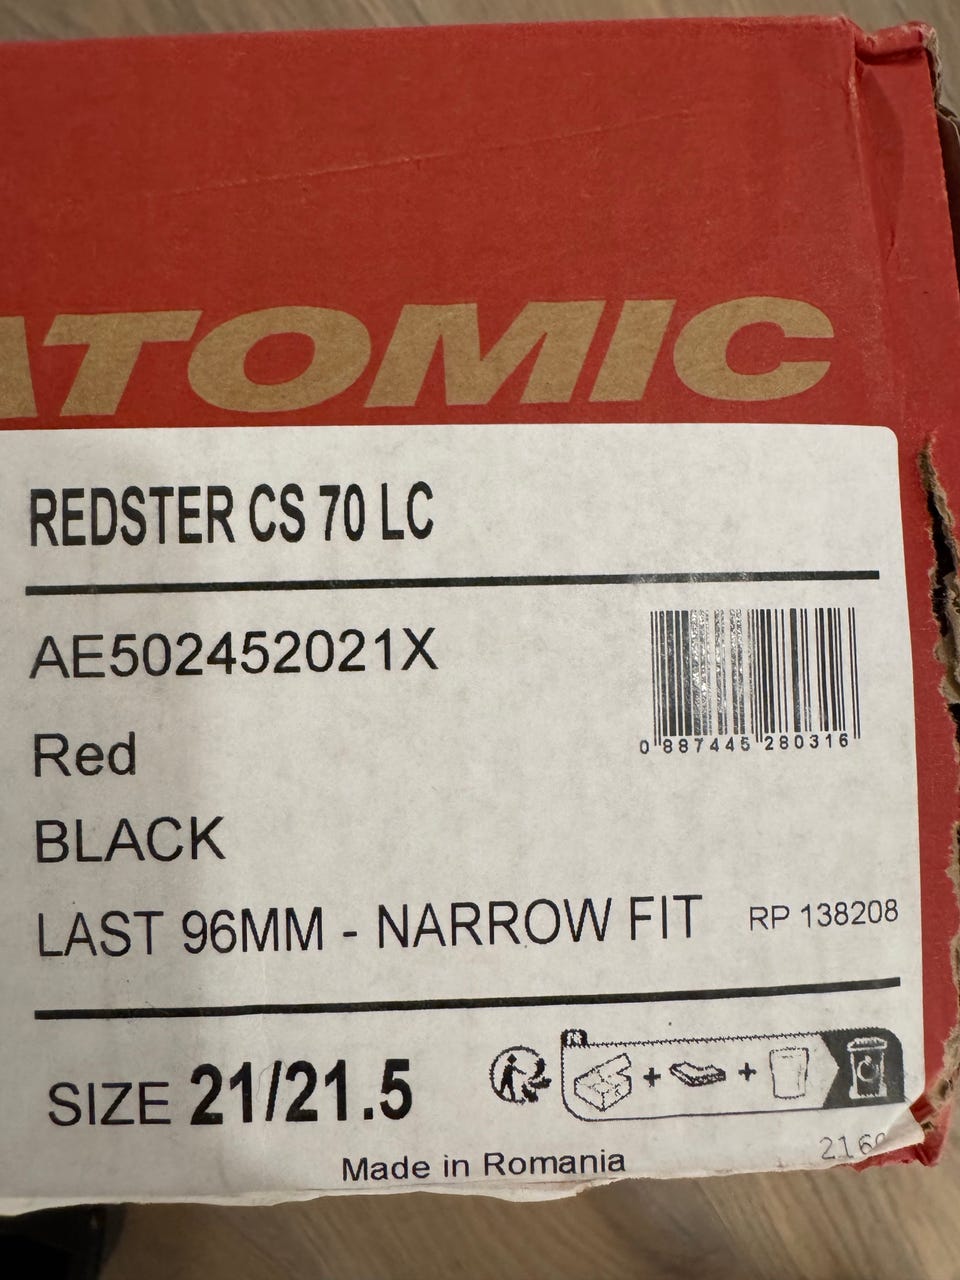 ATOMIC
REDSTER CS 70 LC
AE502452021X
0 887445 280316
Red
BLACK
LAST 96MM - NARROW FIT RP 138208
SIZE 21/21.5
FR
Made in Romania